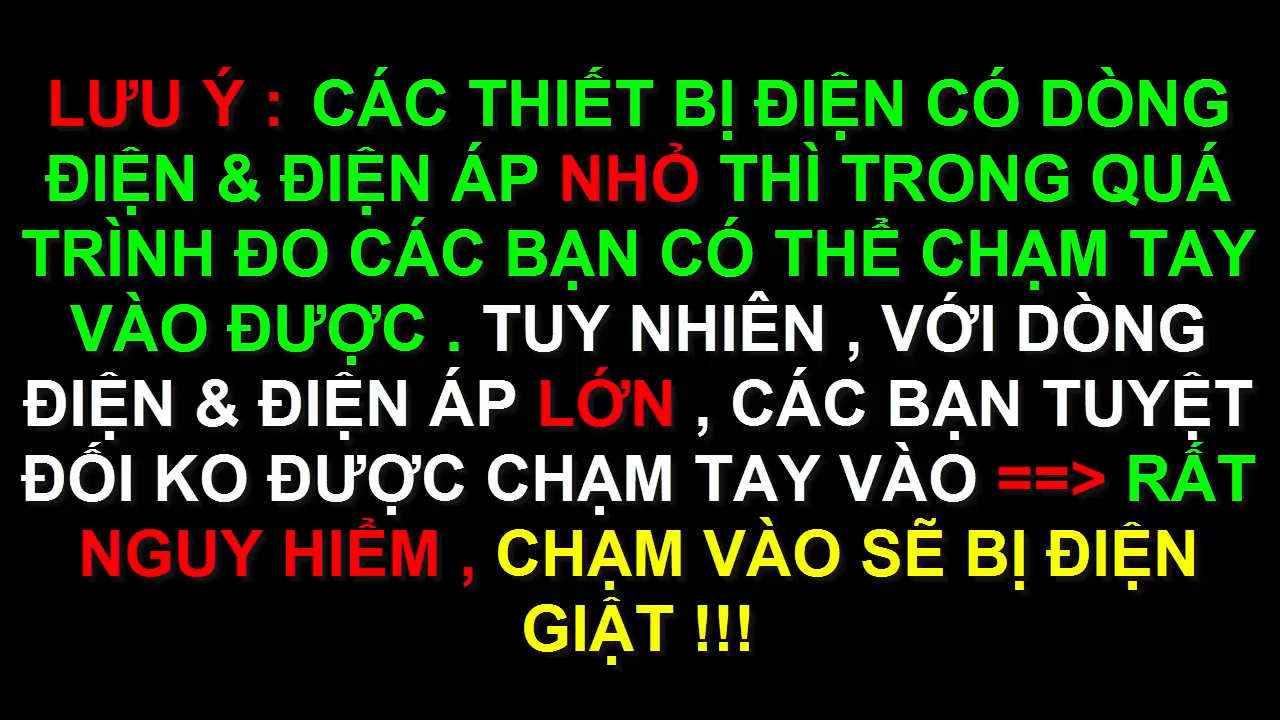 LƯU Ý : CÁC THIẾT BỊ ĐIỆN CÓ DÒNG
ĐIỆN & ĐIỆN ÁP NHỎ THÌ TRONG QUÁ
TRÌNH ĐO CÁC BẠN CÓ THỂ CHẠM TAY
VÀO ĐƯỢC . TUY NHIÊN , VỚI DÒNG
ĐIỆN & ĐIỆN ÁP LỚN , CÁC BẠN TUYỆT
ĐỐI KO ĐƯỢC CHẠM TAY VÀO ==> RẤT
NGUY HIỂM , CHẠM VÀO SẼ BỊ ĐIỆN
GIẬT !!!